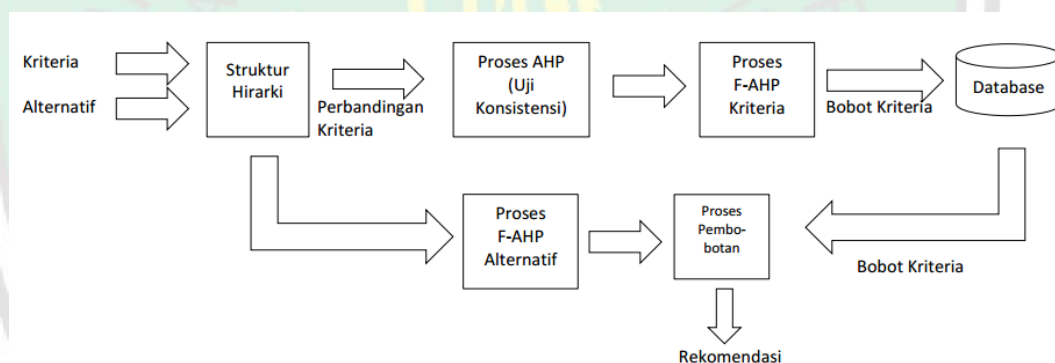 Kriteria
Alternatif
Struktur
Hirarki
Perbandingan
Kriteria
Proses AHP
(Uji
Konsistensi)
Proses
F-AHP
Kriteria
Bobot Kriteria
Database
Proses
F-AHP
Alternatif
Proses
Pembo-
botan
Bobot Kriteria
Rekomendasi